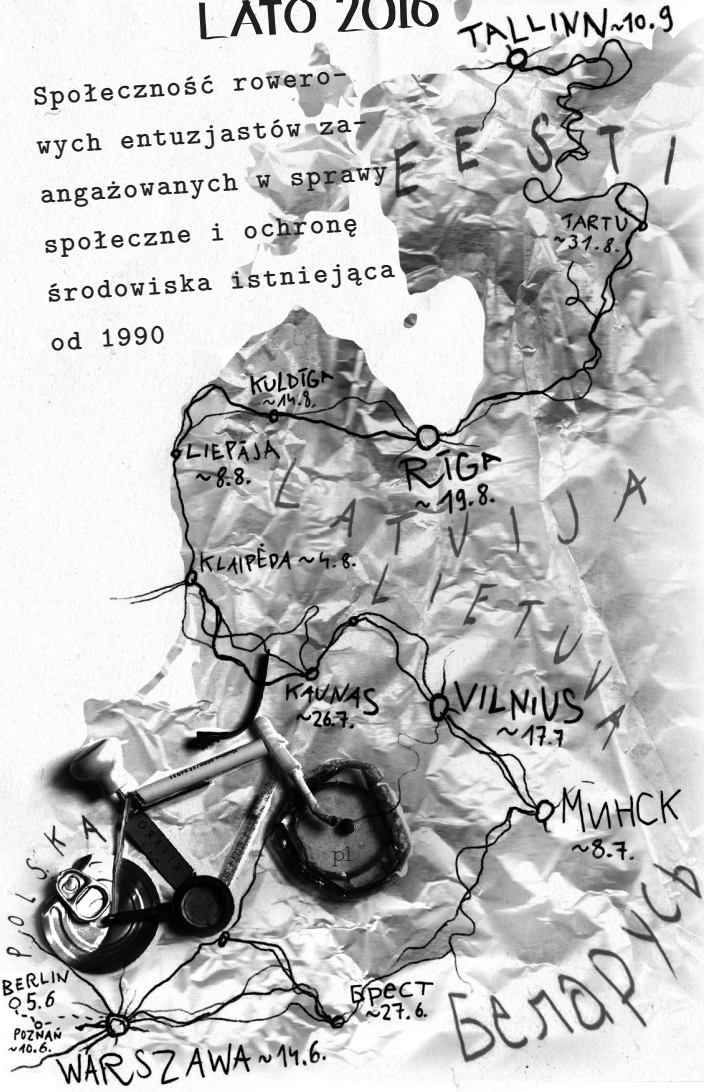 LATO 2016
Społeczność rowero-
wych entuzjastów za-
angażowanych w sprawy
społeczne i ochronę
środowiska istniejąca
od 1990
TALLINN ~10.9
EESTI
TARTU
~31.8.
KULDĪGA
~14.8.
LIEPĀJA
~8.8.
RĪGA
~19.8.
LATVIJA
KLAIPĖDA ~4.8.
LIETUVA
KAUNAS
~26.7.
VILNIUS
~17.7
МИНСК
~8.7.
POLSKA
pl
БРЕСТ
~27.6.
Беларусь
BERLIN
5.6
POZNAŃ
~10.6.
WARSZAWA ~14.6.